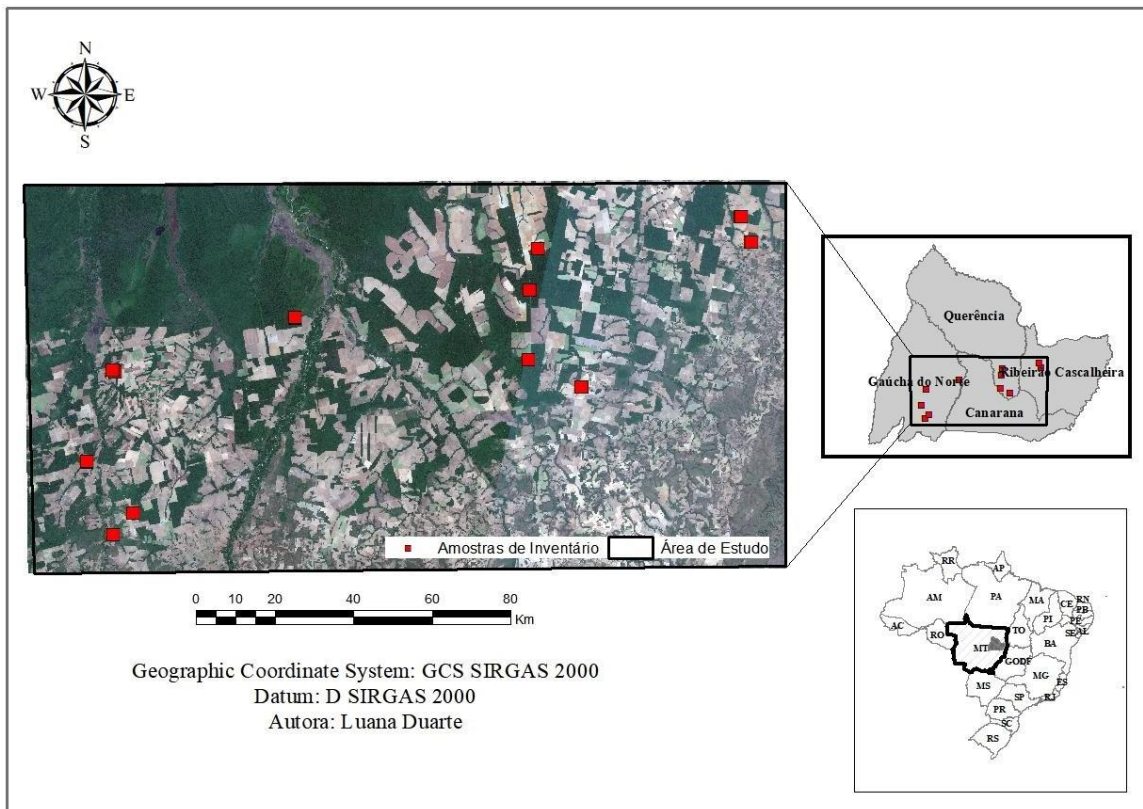 N
W E
S
Querência
Gaúcha do Norte
Ribeirão Cascalheira
Canarana
Amostras de Inventário
Área de Estudo
0 5 10 20 40 60 80
Km
Geographic Coordinate System: GCS SIRGAS 2000
Datum: D SIRGAS 2000
Autora: Luana Duarte
RR
AP
AM
PA
MA
CE
RN
PB
PE
AL
SE
PI
AC
RO
TO
BA
MT
GO
DF
MG
MS
ES
SP
RJ
PR
SC
RS